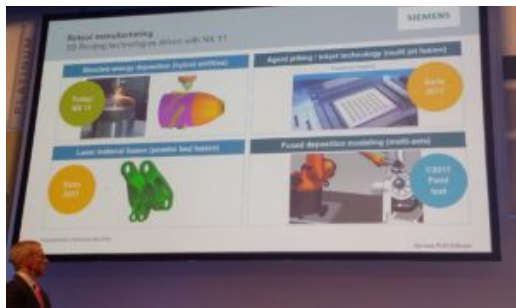 SIEMENS
Robust manufacturing
3D Printing technologies driven with NX 11
Directed energy deposition (hybrid additive)
Agent jetting / inkjet technology (multi jet fusion)
Today:
NX 11
Early
2017
Laser material fusion (powder bed fusion)
Fused deposition modeling (multi-axis)
Early
2017
1/2017
Field
test
Siemens PLM Software